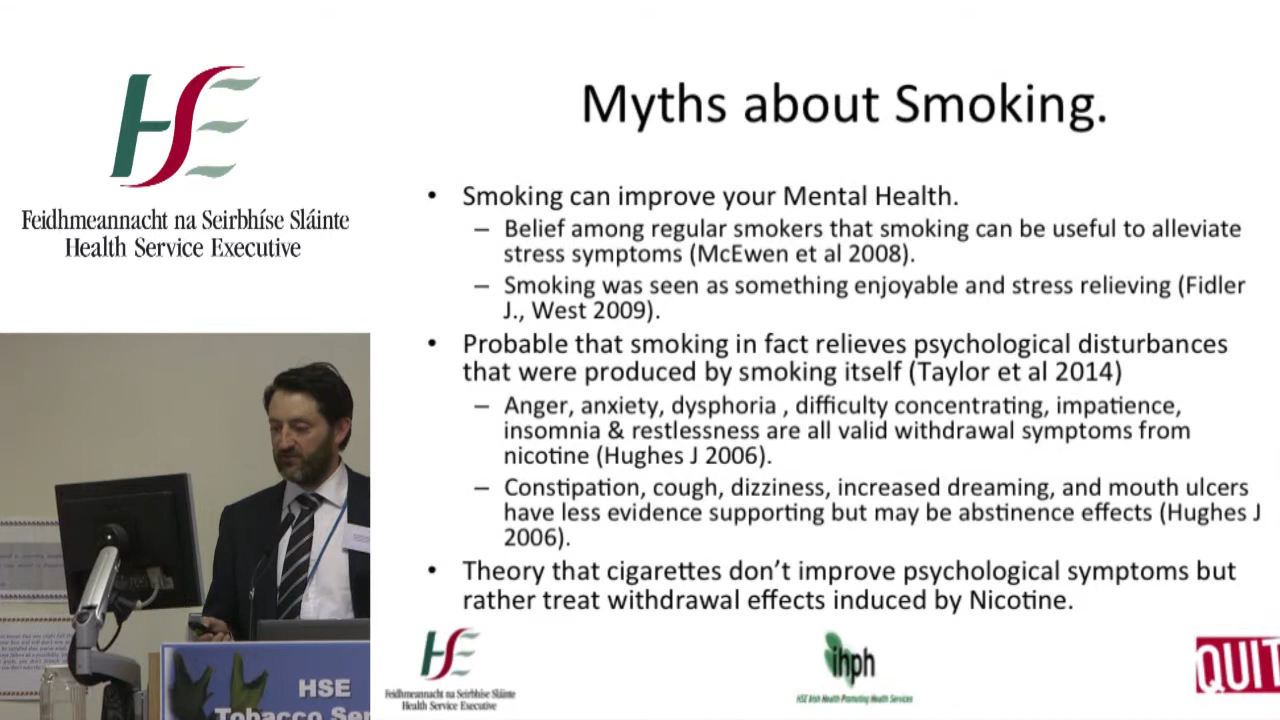 HSE
Feidhmeannacht na Seirbhíse Sláinte
Health Service Executive
Myths about Smoking.
• Smoking can improve your Mental Health.
– Belief among regular smokers that smoking can be useful to alleviate
stress symptoms (McEwen et al 2008).
– Smoking was seen as something enjoyable and stress relieving (Fidler
J., West 2009).
• Probable that smoking in fact relieves psychological disturbances
that were produced by smoking itself (Taylor et al 2014)
– Anger, anxiety, dysphoria , difficulty concentrating, impatience,
insomnia & restlessness are all valid withdrawal symptoms from
nicotine (Hughes J 2006).
– Constipation, cough, dizziness, increased dreaming, and mouth ulcers
have less evidence supporting but may be abstinence effects (Hughes J
2006).
• Theory that cigarettes don't improve psychological symptoms but
rather treat withdrawal effects induced by Nicotine.
HSE
Feidhmeannacht na Seirbhíse Sláinte
Health Service Executive
ihph
HSE Irish Health Promoting Health Services
QUIT
HSE
Tobacco Ser